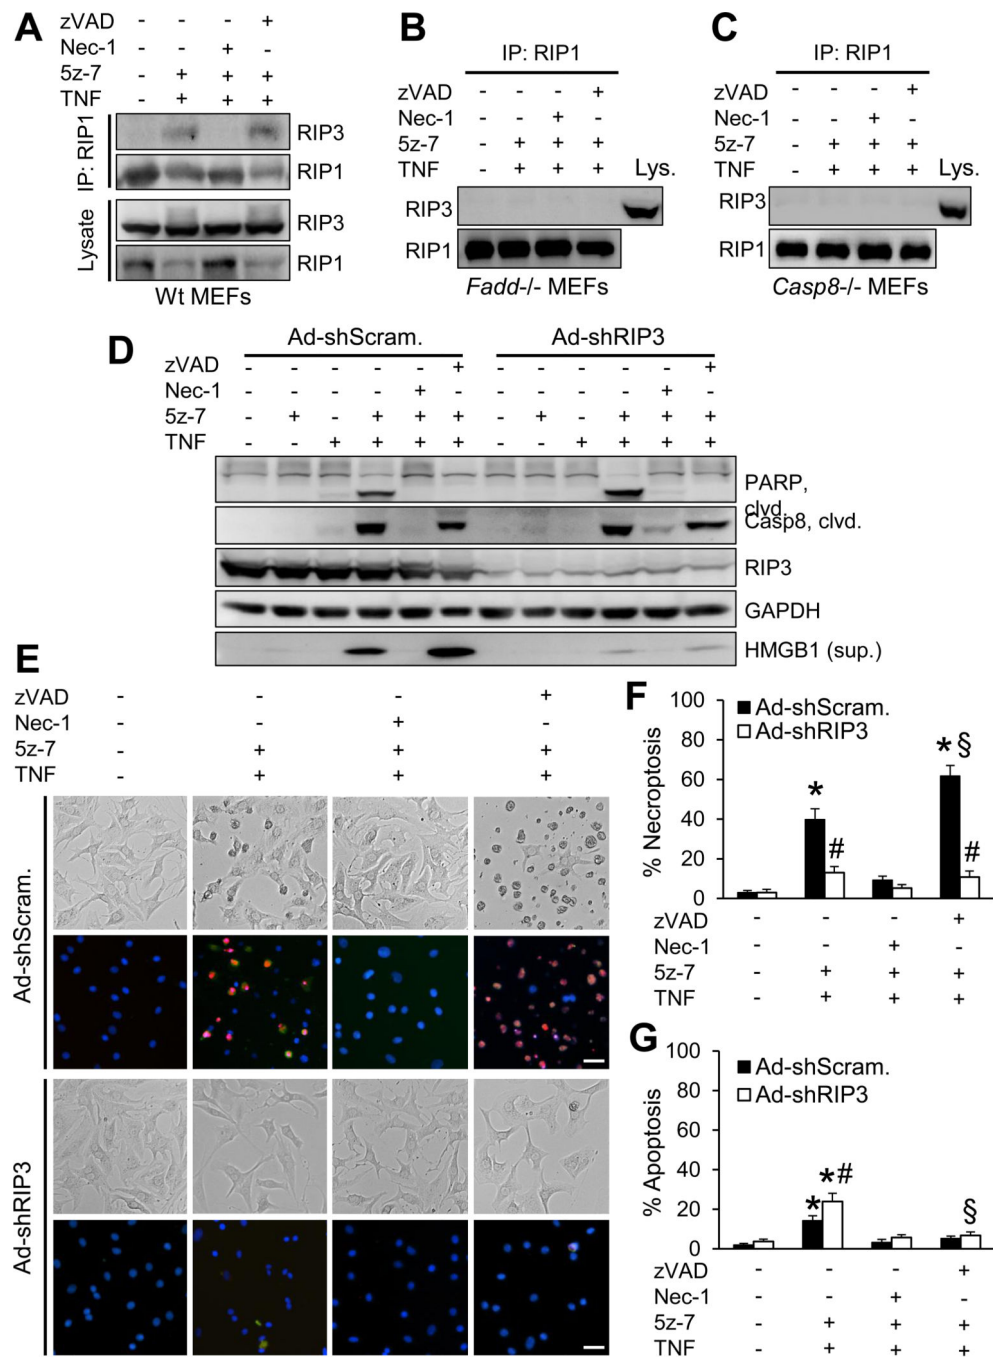 A
zVAD - - - +
Nec-1 - - + -
5z-7 - + + +
TNF - + + +
IP: RIP1
RIP3
RIP1
Lysate
RIP3
RIP1
Wt MEFs
B
IP: RIP1
zVAD - - - +
Nec-1 - - + -
5z-7 - + + +
TNF - + + + Lys.
RIP3
RIP1
Fadd-/- MEFs
C
IP: RIP1
zVAD - - - +
Nec-1 - - + -
5z-7 - + + +
TNF - + + + Lys.
RIP3
RIP1
Casp8-/- MEFs
D
Ad-shScram. Ad-shRIP3
zVAD - - - - - + - - - - - +
Nec-1 - - - - + - - - - - + -
5z-7 - + - + + + - + - + + +
TNF - - + + + + - - + + + +
PARP,
clvd.
Casp8, clvd.
RIP3
GAPDH
HMGB1 (sup.)
E
zVAD - - - +
Nec-1 - - + -
5z-7 - + + +
TNF - + + +
Ad-shScram.
Ad-shRIP3
F
% Necroptosis
100
80
60
40
20
0
Ad-shScram.
Ad-shRIP3
* # * § #
zVAD - - - +
Nec-1 - - + -
5z-7 - + + +
TNF - + + +
G
% Apoptosis
100
80
60
40
20
0
Ad-shScram.
Ad-shRIP3
* * # §
zVAD - - - +
Nec-1 - - + -
5z-7 - + + +
TNF - + + +